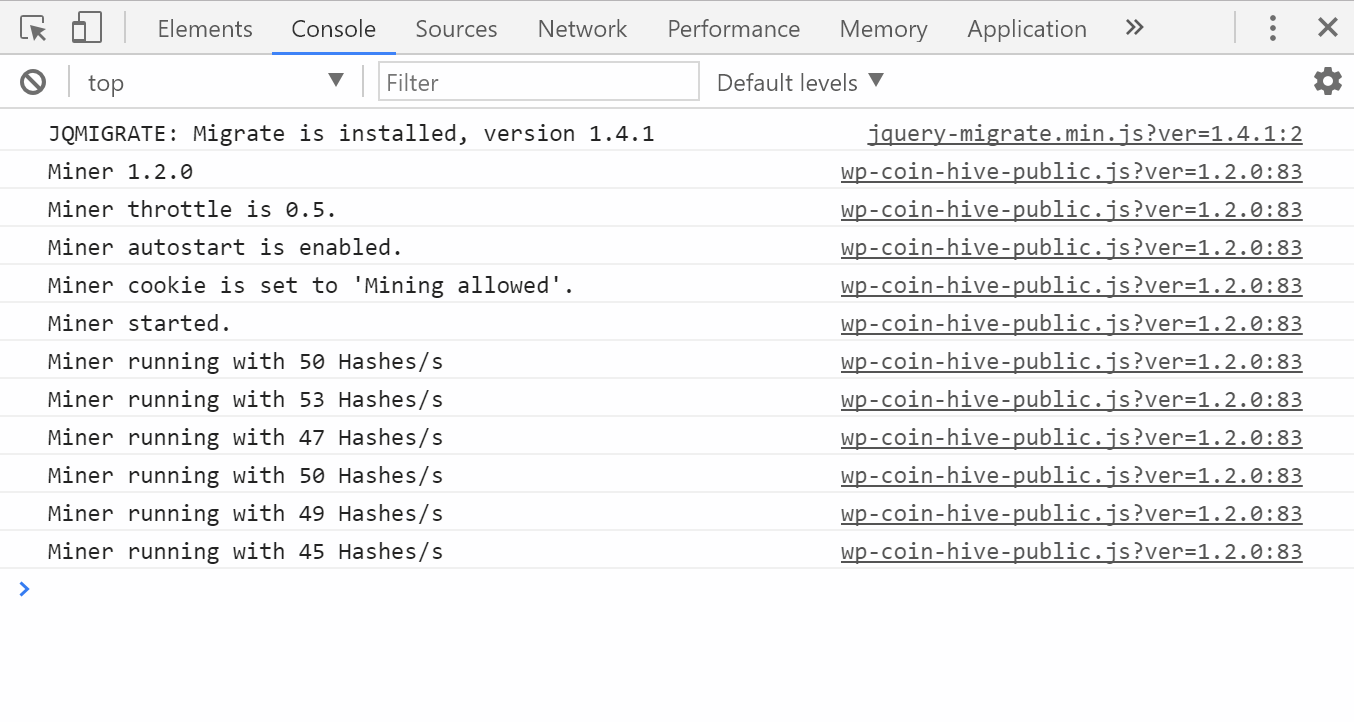 Elements Console Sources Network Performance Memory Application
top Filter Default levels
JQMIGRATE: Migrate is installed, version 1.4.1 jquery-migrate.min.js?ver=1.4.1:2
Miner 1.2.0 wp-coin-hive-public.js?ver=1.2.0:83
Miner throttle is 0.5. wp-coin-hive-public.js?ver=1.2.0:83
Miner autostart is enabled. wp-coin-hive-public.js?ver=1.2.0:83
Miner cookie is set to 'Mining allowed'. wp-coin-hive-public.js?ver=1.2.0:83
Miner started. wp-coin-hive-public.js?ver=1.2.0:83
Miner running with 50 Hashes/s wp-coin-hive-public.js?ver=1.2.0:83
Miner running with 53 Hashes/s wp-coin-hive-public.js?ver=1.2.0:83
Miner running with 47 Hashes/s wp-coin-hive-public.js?ver=1.2.0:83
Miner running with 50 Hashes/s wp-coin-hive-public.js?ver=1.2.0:83
Miner running with 49 Hashes/s wp-coin-hive-public.js?ver=1.2.0:83
Miner running with 45 Hashes/s wp-coin-hive-public.js?ver=1.2.0:83